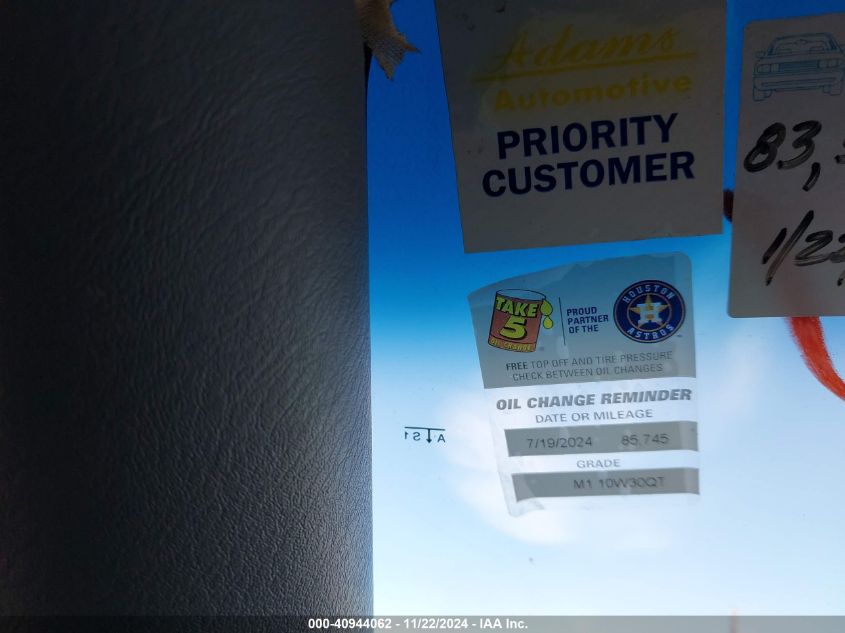 Adams
Automotive
PRIORITY
CUSTOMER
83,
1/22
TAKE
5
OIL CHANGE
PROUD
PARTNER
OF THE
HOUSTON
H
ASTROS
FREE TOP OFF AND TIRE PRESSURE
CHECK BETWEEN OIL CHANGES
OIL CHANGE REMINDER
DATE OR MILEAGE
7/19/2024 85,745
GRADE
M1 10W30QT
AS1
000-40944062 - 11/22/2024 - IAA Inc.